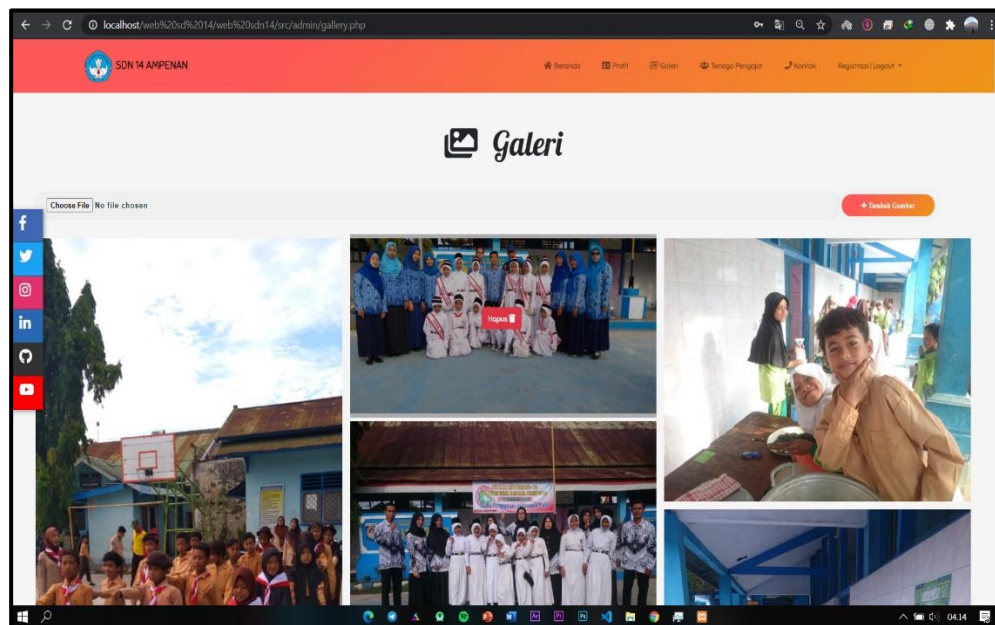 localhost/web%20sd%2014/web%20sdn14/src/admin/gallery.php
SDN 14 AMPENAN
Beranda
Profil
Galeri
Tenaga Pengajar
Kontak
Registrasi | Logout
Galeri
Choose File No file chosen
+ Tambah Gambar
Hapus
04.14